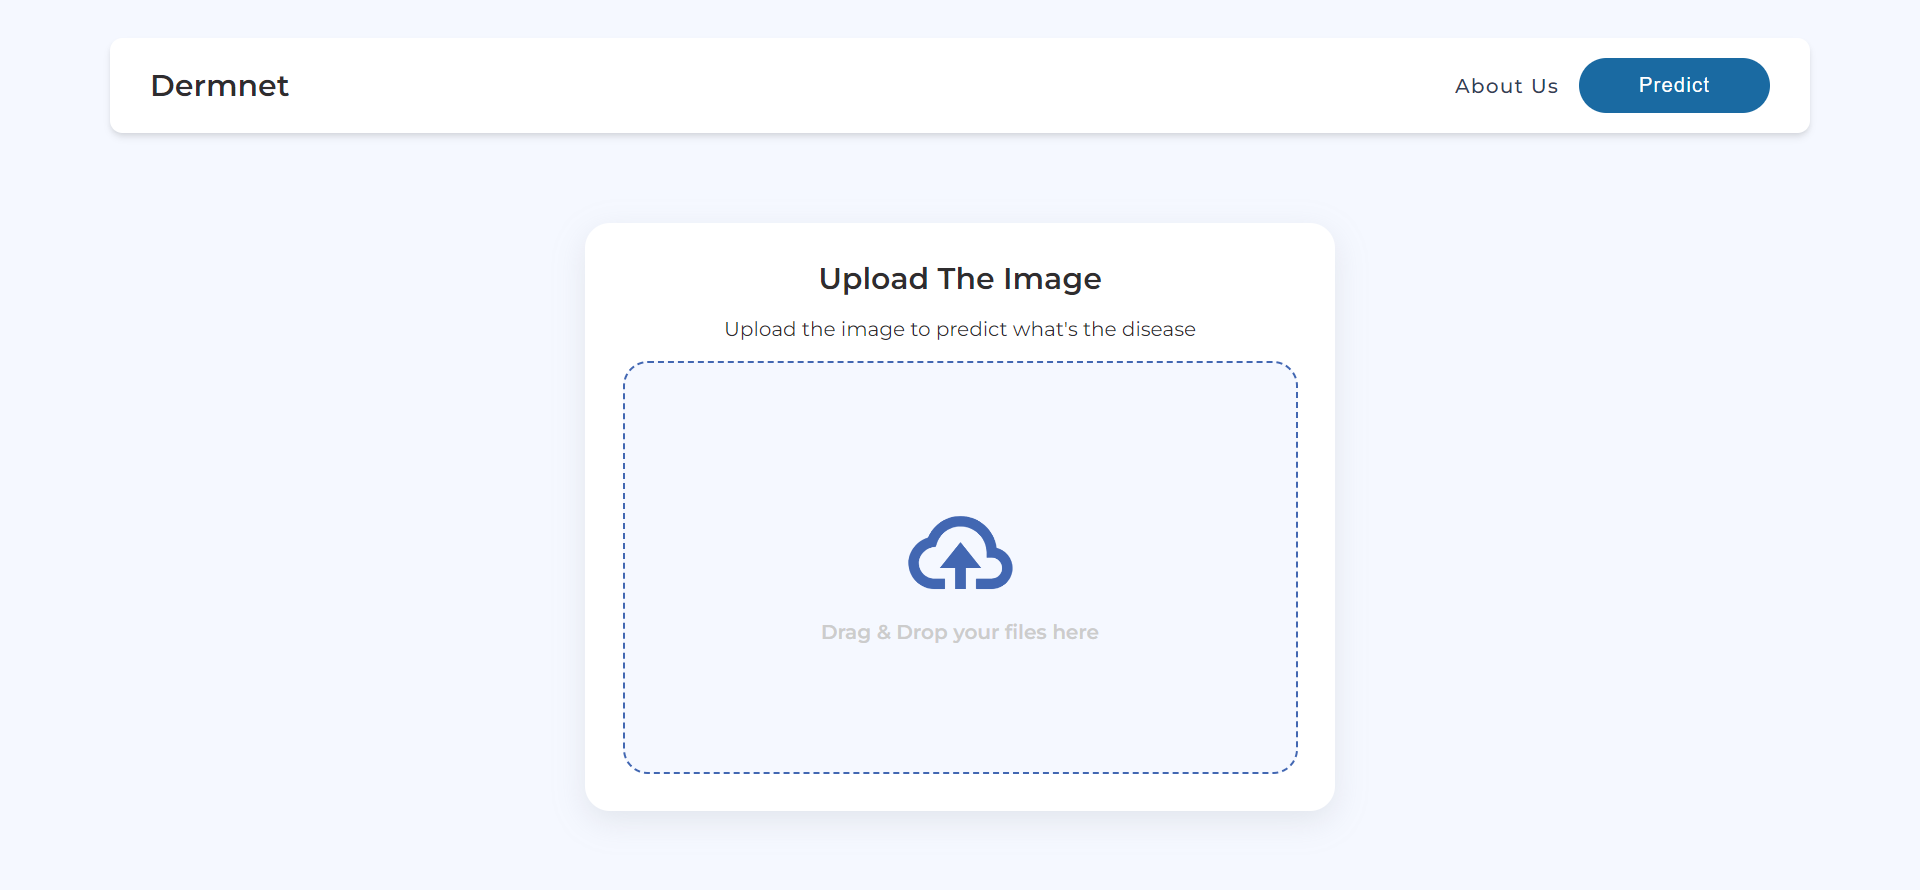 Dermnet
About Us
Predict
Upload The Image
Upload the image to predict what's the disease
Drag & Drop your files here